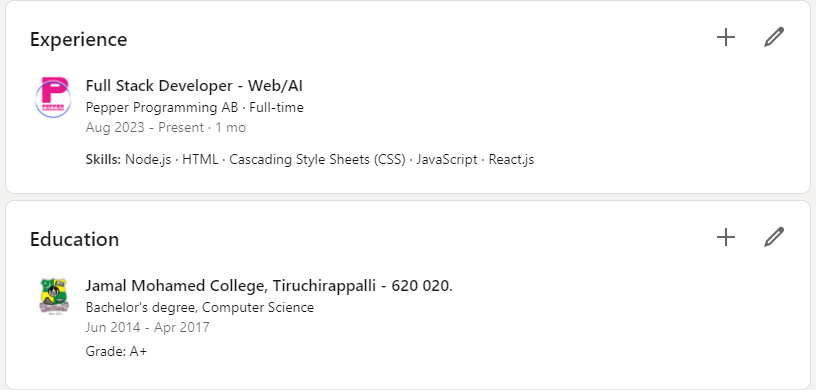 Experience
Full Stack Developer - Web/AI
Pepper Programming AB · Full-time
Aug 2023 - Present · 1 mo
Skills: Node.js · HTML · Cascading Style Sheets (CSS) · JavaScript · React.js
Education
Jamal Mohamed College, Tiruchirappalli - 620 020.
Bachelor's degree, Computer Science
Jun 2014 - Apr 2017
Grade: A+